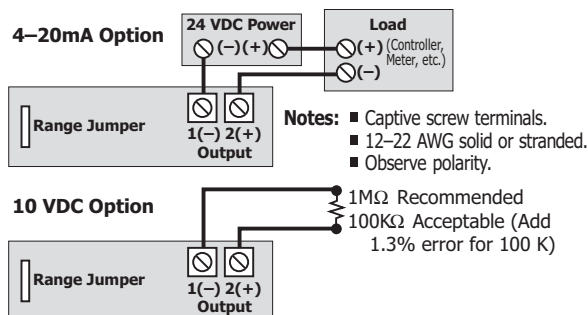 4–20mA Option
24 VDC Power
(–)(+)
Load
(+) (Controller,
Meter, etc.)
(–)
Range Jumper
1(–) 2(+)
Output
Notes: ■ Captive screw terminals.
■ 12–22 AWG solid or stranded.
■ Observe polarity.
10 VDC Option
1MΩ Recommended
100KΩ Acceptable (Add
1.3% error for 100 K)
Range Jumper
1(–) 2(+)
Output